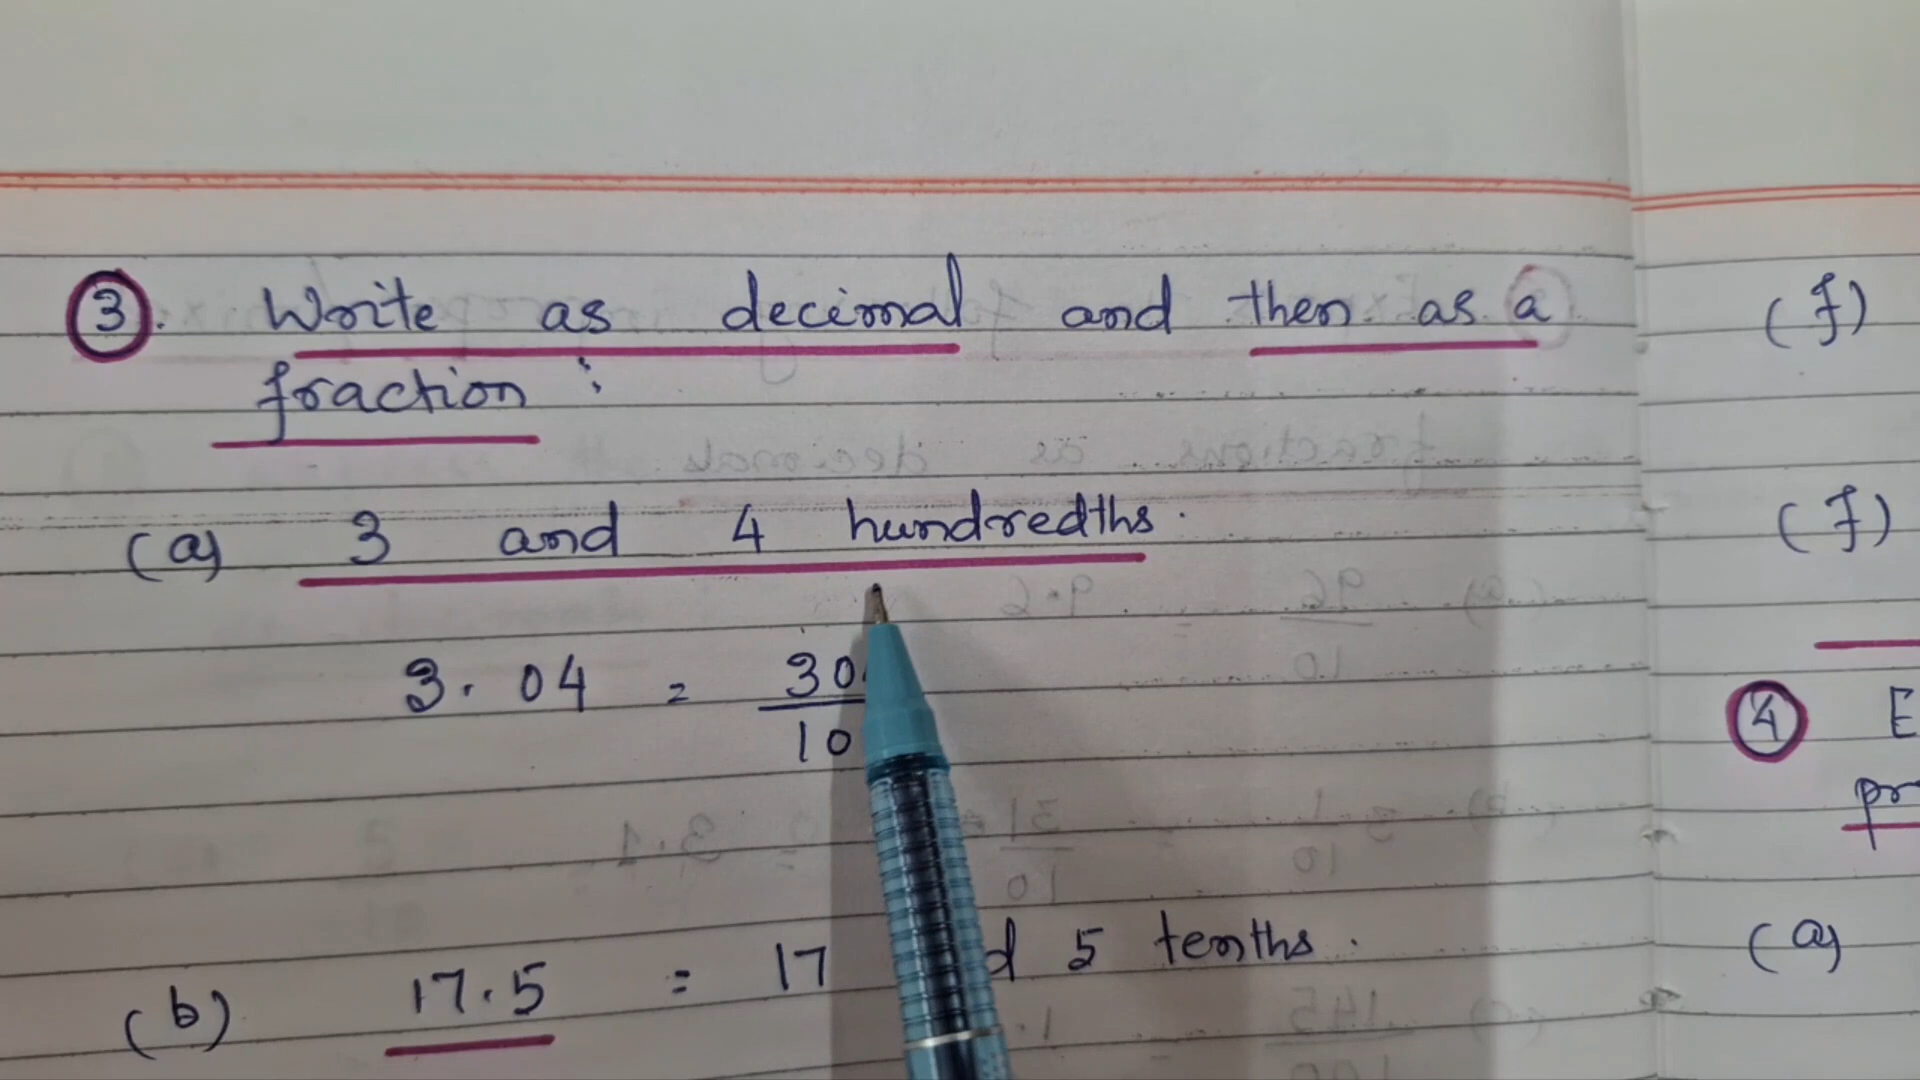 3. Write as decimal and then as a
fraction :
(a) 3 and 4 hundredths.
3.04 = 30
10
(b) 17.5 = 17 d 5 tenths.
(f)
(f)
4 E
pr
(a)